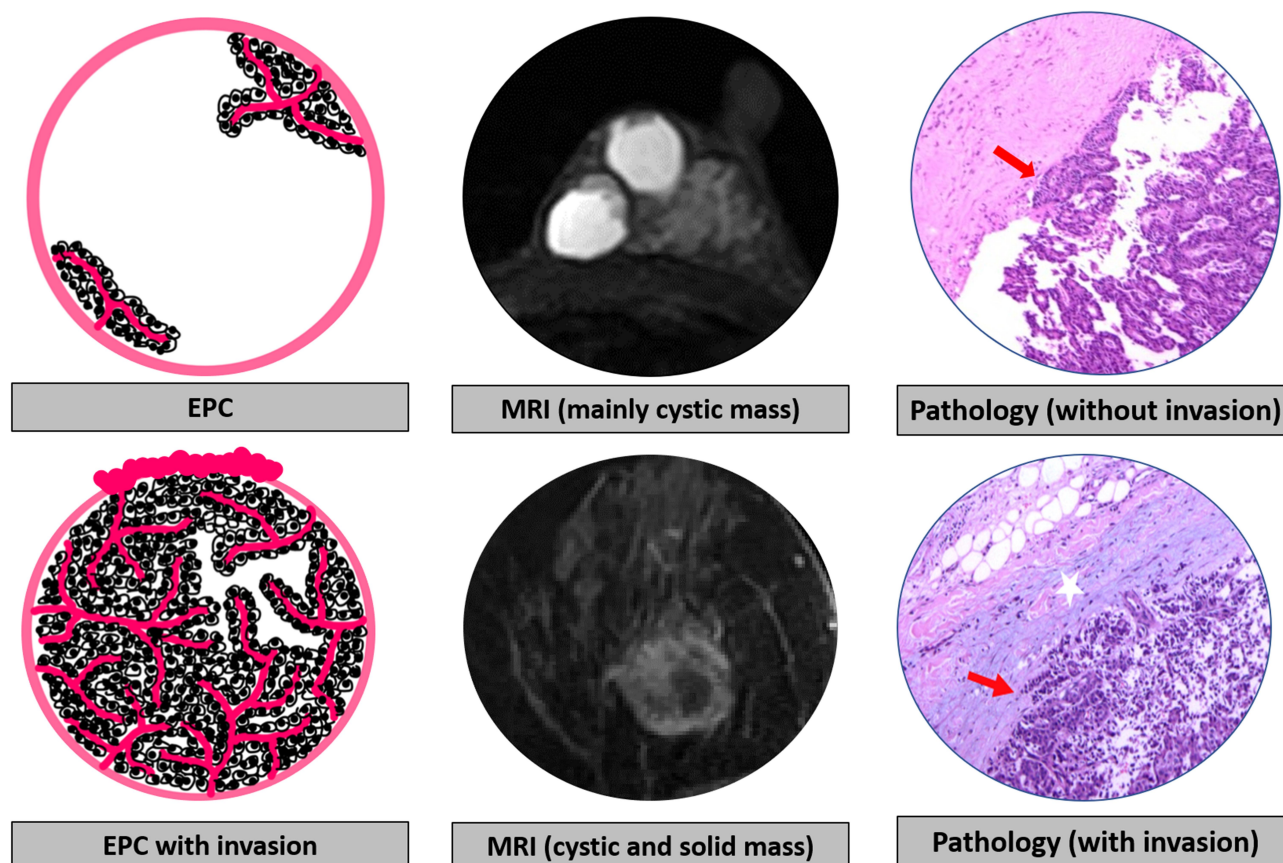 EPC
MRI (mainly cystic mass)
Pathology (without invasion)
EPC with invasion
MRI (cystic and solid mass)
Pathology (with invasion)